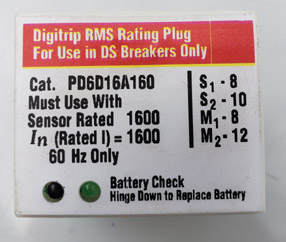 Digitrip RMS Rating Plug
For Use in DS Breakers Only
Cat. PD6D16A160
Must Use With
Sensor Rated 1600
In (Rated I) = 1600
60 Hz Only
S1 - 8
S2 - 10
M1 - 8
M2 - 12
Battery Check
Hinge Down to Replace Battery